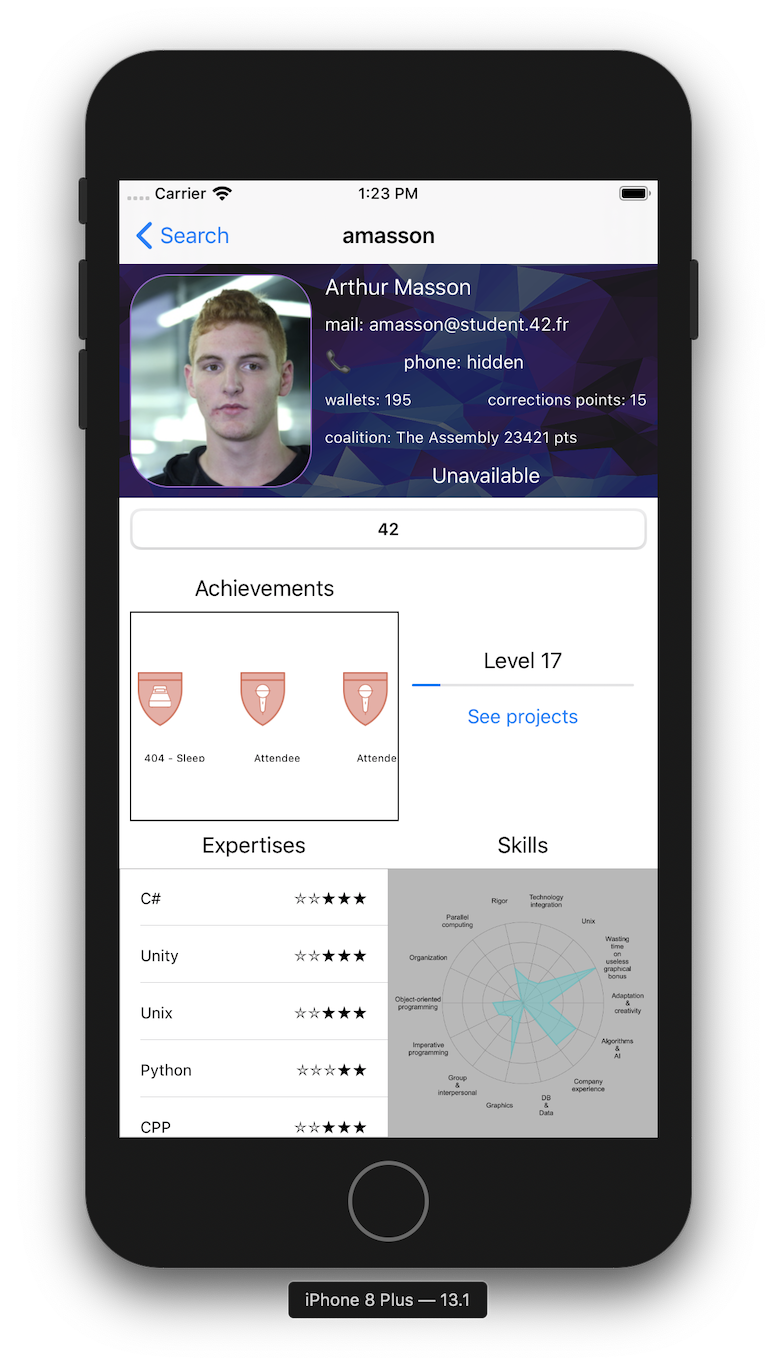 Carrier 1:23 PM
Search amasson
Arthur Masson
mail: amasson@student.42.fr
phone: hidden
wallets: 195 corrections points: 15
coalition: The Assembly 23421 pts
Unavailable
42
Achievements
Level 17
See projects
404 - Sleep Attendee Attende
Expertises Skills
C# ☆☆★★★
Unity ☆☆★★★
Unix ☆☆★★★
Python ☆☆☆★★
CPP ☆☆★★★
Rigor
Technology
integration
Unix
Wasting
time
on
useless
graphical
bonus
Adaptation
&
creativity
Algorithms
&
AI
Company
experience
DB
&
Data
Graphics
Group
&
interpersonal
Imperative
programming
Object-oriented
programming
Organization
Parallel
computing
iPhone 8 Plus — 13.1